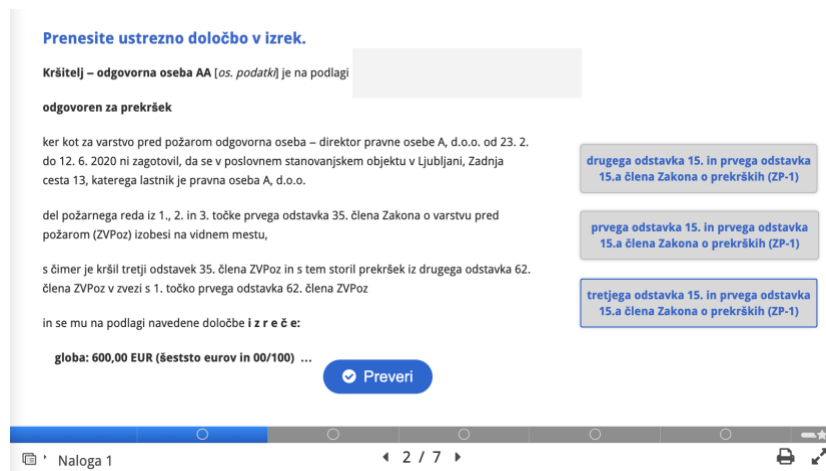 Prenesite ustrezno določbo v izrek.
Kršitelj – odgovorna oseba AA [os. podatki] je na podlagi
odgovoren za prekršek
ker kot za varstvo pred požarom odgovorna oseba – direktor pravne osebe A, d.o.o. od 23. 2.
do 12. 6. 2020 ni zagotovil, da se v poslovnem stanovanjskem objektu v Ljubljani, Zadnja
cesta 13, katerega lastnik je pravna oseba A, d.o.o.
del požarnega reda iz 1., 2. in 3. točke prvega odstavka 35. člena Zakona o varstvu pred
požarom (ZVPoz) izobesi na vidnem mestu,
s čimer je kršil tretji odstavek 35. člena ZVPoz in s tem storil prekršek iz drugega odstavka 62.
člena ZVPoz v zvezi s 1. točko prvega odstavka 62. člena ZVPoz
in se mu na podlagi navedene določbe i z r e č e:
globa: 600,00 EUR (šeststo eurov in 00/100) ...
drugega odstavka 15. in prvega odstavka
15.a člena Zakona o prekrških (ZP-1)
prvega odstavka 15. in prvega odstavka
15.a člena Zakona o prekrških (ZP-1)
tretjega odstavka 15. in prvega odstavka
15.a člena Zakona o prekrških (ZP-1)
Preveri
Naloga 1
2 / 7